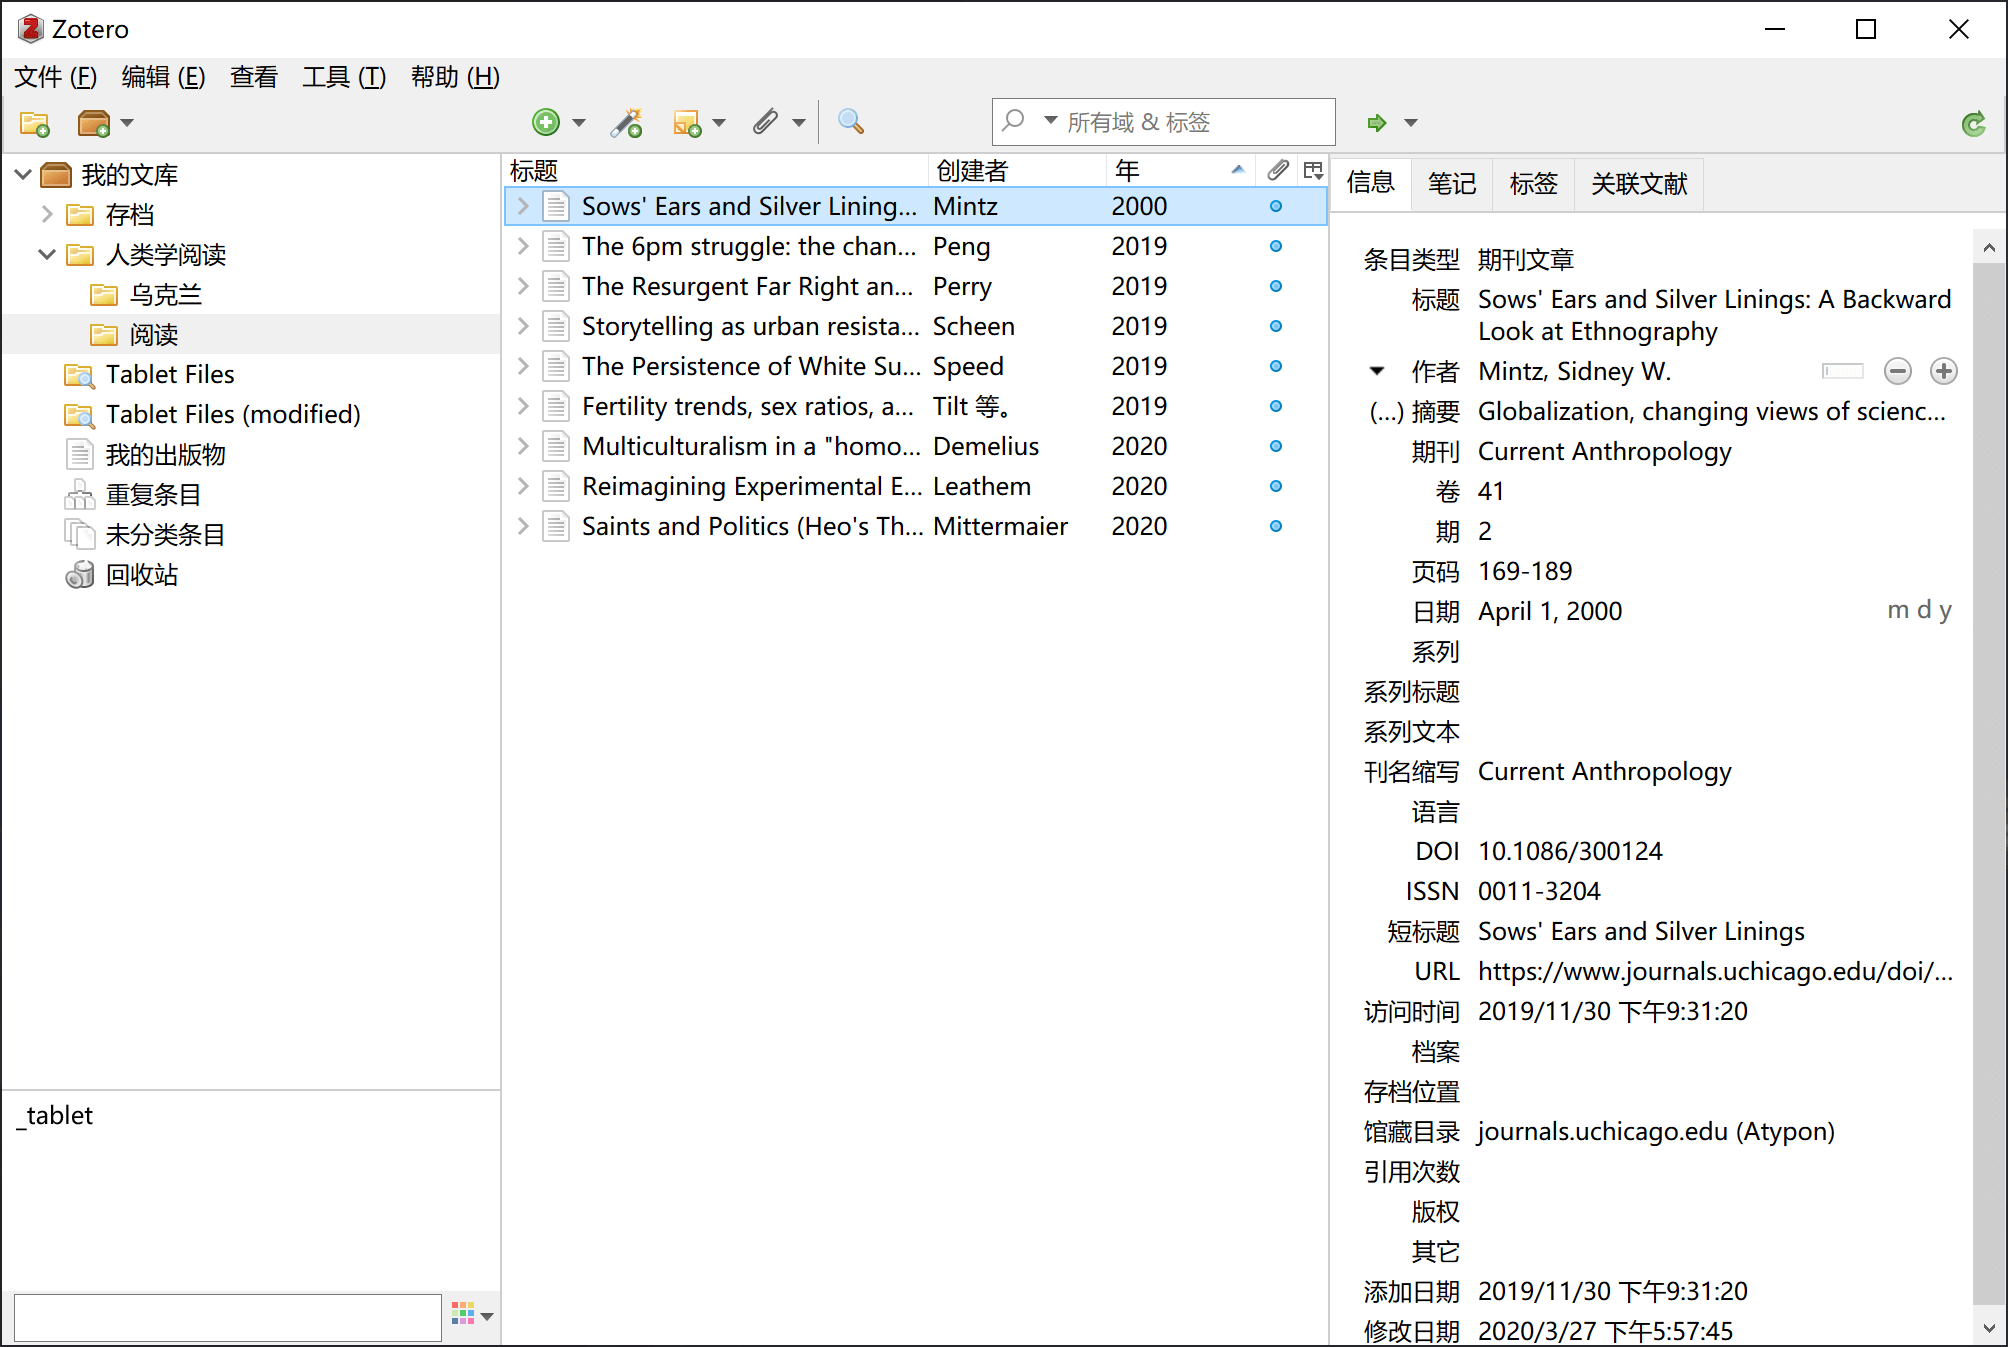 Zotero
文件 (F) 编辑 (E) 查看 工具 (T) 帮助 (H)
所有域 & 标签
我的文库
存档
人类学阅读
乌克兰
阅读
Tablet Files
Tablet Files (modified)
我的出版物
重复条目
未分类条目
回收站
_tablet
标题 创建者 年
Sows' Ears and Silver Lining... Mintz 2000
The 6pm struggle: the chan... Peng 2019
The Resurgent Far Right an... Perry 2019
Storytelling as urban resista... Scheen 2019
The Persistence of White Su... Speed 2019
Fertility trends, sex ratios, a... Tilt 等。 2019
Multiculturalism in a "homo... Demelius 2020
Reimagining Experimental E... Leathem 2020
Saints and Politics (Heo's Th... Mittermaier 2020
信息 笔记 标签 关联文献
条目类型 期刊文章
标题 Sows' Ears and Silver Linings: A Backward
Look at Ethnography
作者 Mintz, Sidney W.
(...) 摘要 Globalization, changing views of scienc...
期刊 Current Anthropology
卷 41
期 2
页码 169-189
日期 April 1, 2000 m d y
系列
系列标题
系列文本
刊名缩写 Current Anthropology
语言
DOI 10.1086/300124
ISSN 0011-3204
短标题 Sows' Ears and Silver Linings
URL https://www.journals.uchicago.edu/doi/...
访问时间 2019/11/30 下午9:31:20
档案
存档位置
馆藏目录 journals.uchicago.edu (Atypon)
引用次数
版权
其它
添加日期 2019/11/30 下午9:31:20
修改日期 2020/3/27 下午5:57:45